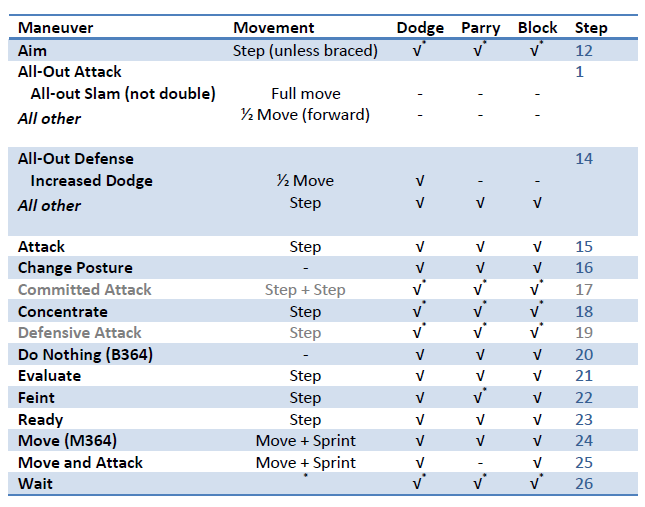 Maneuver Movement Dodge Parry Block Step
Aim Step (unless braced) √* √* √* 12
All-Out Attack 1
All-out Slam (not double) Full move - - -
All other ½ Move (forward) - - -
All-Out Defense 14
Increased Dodge ½ Move √ - -
All other Step √ √ √
Attack Step √ √ √ 15
Change Posture - √ √ √ 16
Committed Attack Step + Step √* √* √* 17
Concentrate Step √* √* √* 18
Defensive Attack Step √* √* √* 19
Do Nothing (B364) - √ √ √ 20
Evaluate Step √ √ √ 21
Feint Step √ √* √ 22
Ready Step √ √ √ 23
Move (M364) Move + Sprint √ √ √ 24
Move and Attack Move + Sprint √ - √ 25
Wait * √* √* √* 26